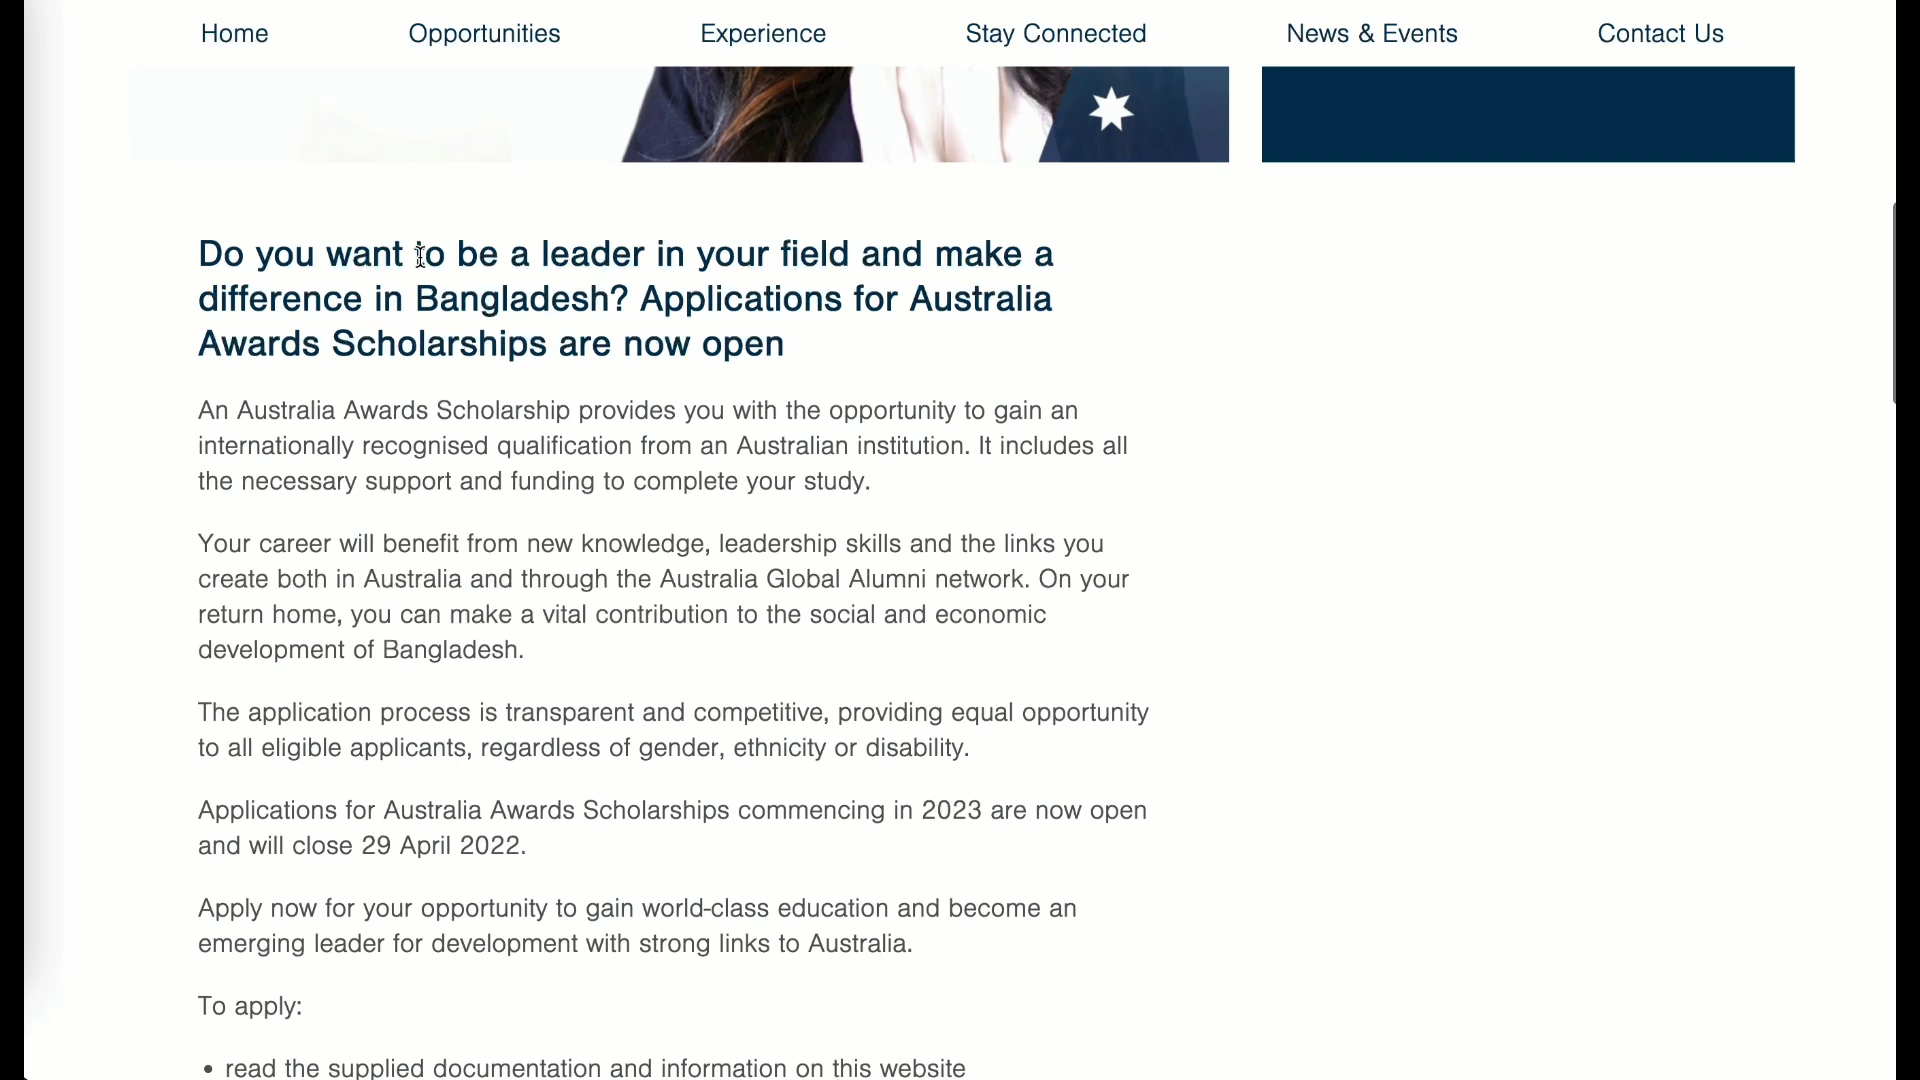 Home Opportunities Experience Stay Connected News & Events Contact Us
Do you want to be a leader in your field and make a
difference in Bangladesh? Applications for Australia
Awards Scholarships are now open
An Australia Awards Scholarship provides you with the opportunity to gain an
internationally recognised qualification from an Australian institution. It includes all
the necessary support and funding to complete your study.
Your career will benefit from new knowledge, leadership skills and the links you
create both in Australia and through the Australia Global Alumni network. On your
return home, you can make a vital contribution to the social and economic
development of Bangladesh.
The application process is transparent and competitive, providing equal opportunity
to all eligible applicants, regardless of gender, ethnicity or disability.
Applications for Australia Awards Scholarships commencing in 2023 are now open
and will close 29 April 2022.
Apply now for your opportunity to gain world-class education and become an
emerging leader for development with strong links to Australia.
To apply:
• read the supplied documentation and information on this website